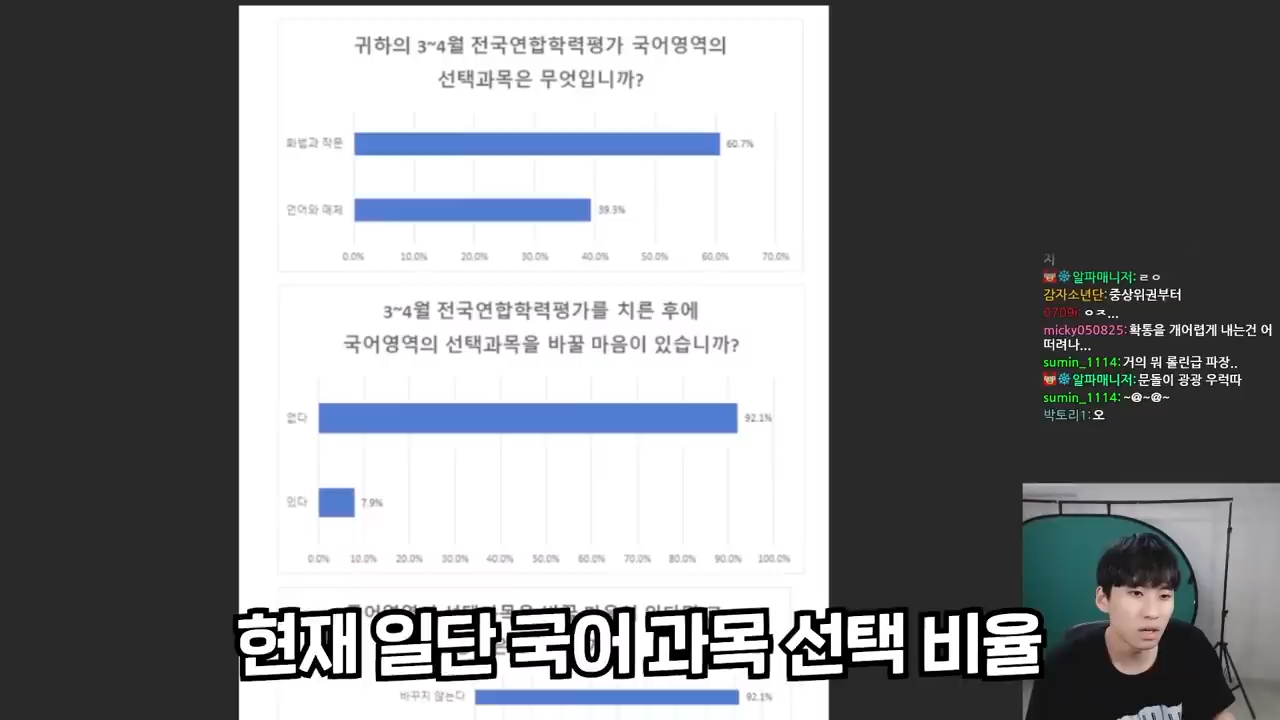 귀하의 3~4월 전국연합학력평가 국어영역의
선택과목은 무엇입니까?
화법과 작문
60.7%
언어와 매체
39.3%
0.0% 10.0% 20.0% 30.0% 40.0% 50.0% 60.0% 70.0%
3~4월 전국연합학력평가를 치른 후에
국어영역의 선택과목을 바꿀 마음이 있습니까?
없다
92.1%
있다
7.9%
0.0% 10.0% 20.0% 30.0% 40.0% 50.0% 60.0% 70.0% 80.0% 90.0% 100.0%
현재 일단 국어 과목 선택 비율
바꾸지 않는다
92.1%
지
알파매니저: ㄹㅇ
감자소년단: 중상위권부터
0709i: ㅇㅈ...
micky050825: 확통을 개어렵게 내는건 어
떠려나...
sumin_1114: 거의 뭐 롤린급 파장..
알파매니저: 문돌이 광광 우럭따
sumin_1114: ~@~@~
박토리1: 오